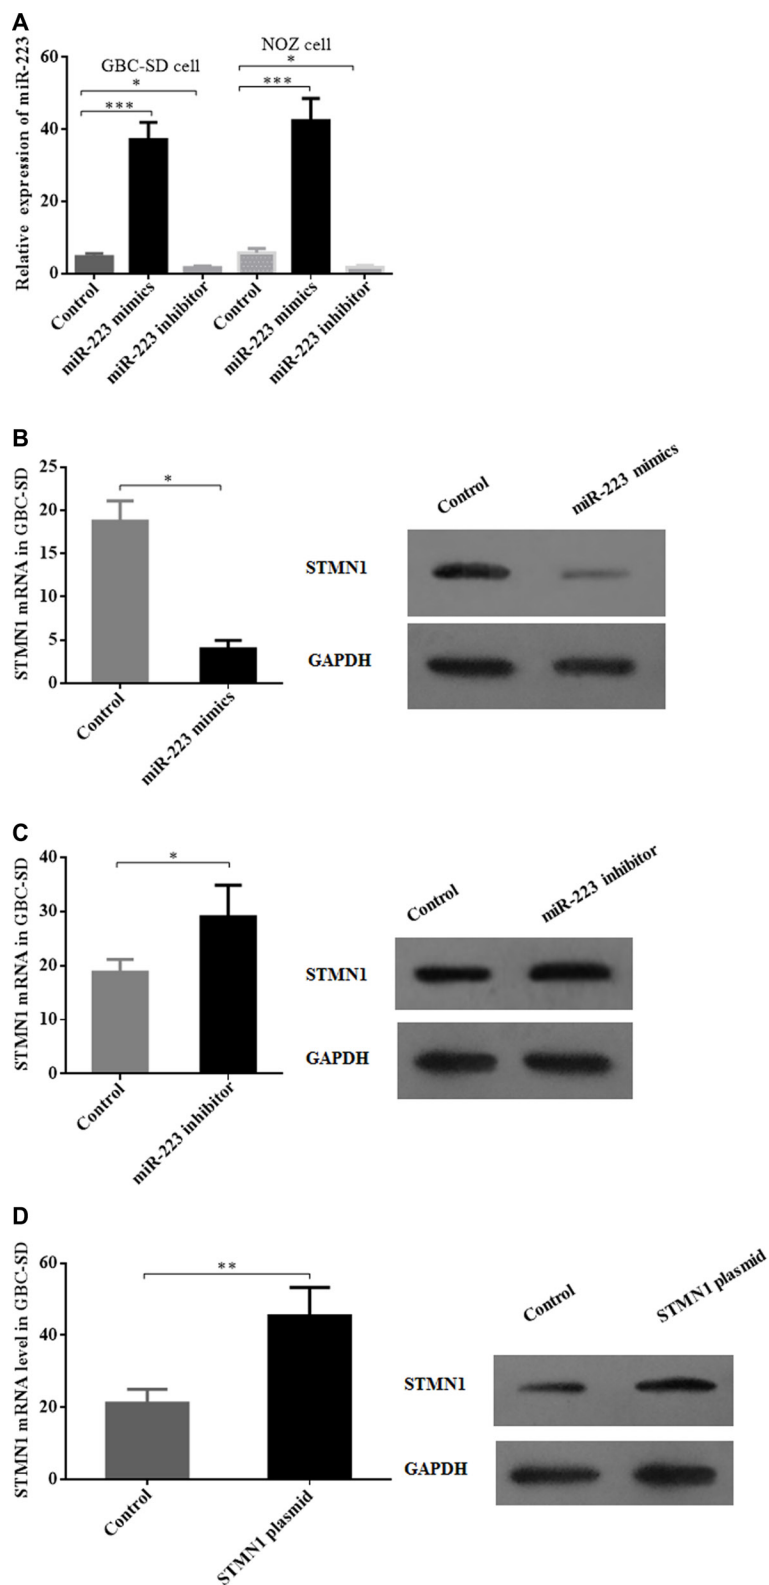 A
Relative expression of miR-223
60
40
20
0
GBC-SD cell
NOZ cell
*
***
*
***
Control
miR-223 mimics
miR-223 inhibitor
Control
miR-223 mimics
miR-223 inhibitor
B
STMN1 mRNA in GBC-SD
25
20
15
10
5
0
*
Control
miR-223 mimics
Control
miR-223 mimics
STMN1
GAPDH
C
STMN1 mRNA in GBC-SD
40
30
20
10
0
*
Control
miR-223 inhibitor
Control
miR-223 inhibitor
STMN1
GAPDH
D
STMN1 mRNA level in GBC-SD
60
40
20
0
**
Control
STMN1 plasmid
Control
STMN1 plasmid
STMN1
GAPDH